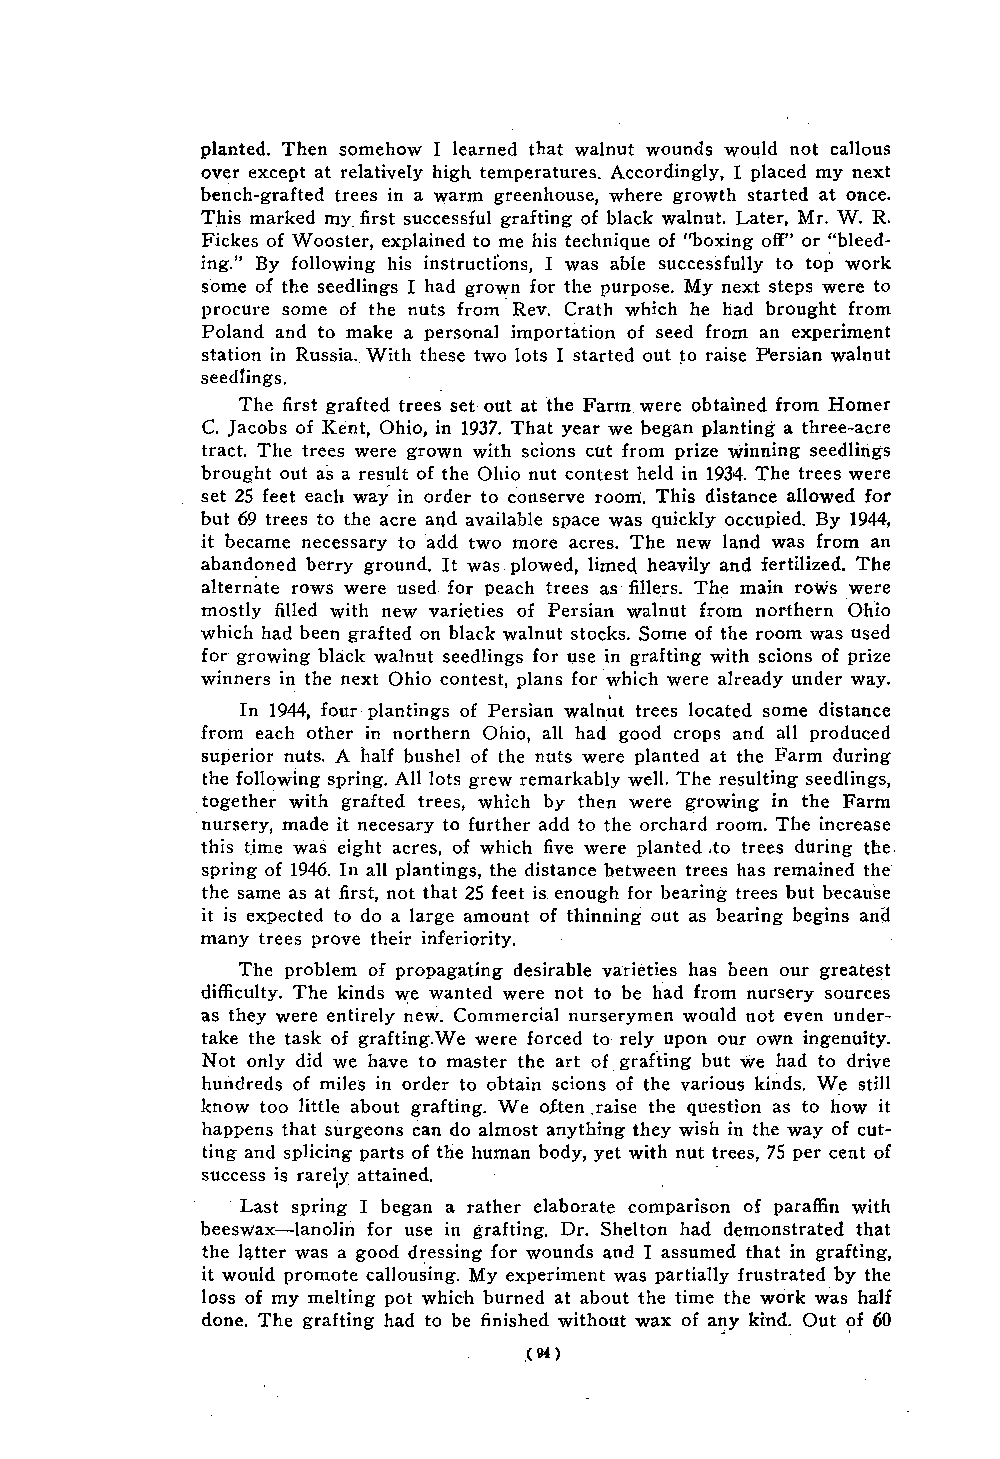 planted. Then somehow I learned that walnut wounds would not callous
over except at relatively high temperatures. Accordingly, I placed my next
bench-grafted trees in a warm greenhouse, where growth started at once.
This marked my first successful grafting of black walnut. Later, Mr. W. R.
Fickes of Wooster, explained to me his technique of "boxing off" or "bleed-
ing." By following his instructions, I was able successfully to top work
some of the seedlings I had grown for the purpose. My next steps were to
procure some of the nuts from Rev. Crath which he had brought from
Poland and to make a personal importation of seed from an experiment
station in Russia. With these two lots I started out to raise Persian walnut
seedlings.
The first grafted trees set out at the Farm were obtained from Homer
C. Jacobs of Kent, Ohio, in 1937. That year we began planting a three-acre
tract. The trees were grown with scions cut from prize winning seedlings
brought out as a result of the Ohio nut contest held in 1934. The trees were
set 25 feet each way in order to conserve room. This distance allowed for
but 69 trees to the acre and available space was quickly occupied. By 1944,
it became necessary to add two more acres. The new land was from an
abandoned berry ground. It was plowed, limed heavily and fertilized. The
alternate rows were used for peach trees as fillers. The main rows were
mostly filled with new varieties of Persian walnut from northern Ohio
which had been grafted on black walnut stocks. Some of the room was used
for growing black walnut seedlings for use in grafting with scions of prize
winners in the next Ohio contest, plans for which were already under way.
In 1944, four plantings of Persian walnut trees located some distance
from each other in northern Ohio, all had good crops and all produced
superior nuts. A half bushel of the nuts were planted at the Farm during
the following spring. All lots grew remarkably well. The resulting seedlings,
together with grafted trees, which by then were growing in the Farm
nursery, made it necesary to further add to the orchard room. The increase
this time was eight acres, of which five were planted to trees during the
spring of 1946. In all plantings, the distance between trees has remained the
the same as at first, not that 25 feet is enough for bearing trees but because
it is expected to do a large amount of thinning out as bearing begins and
many trees prove their inferiority.
The problem of propagating desirable varieties has been our greatest
difficulty. The kinds we wanted were not to be had from nursery sources
as they were entirely new. Commercial nurserymen would not even under-
take the task of grafting.We were forced to rely upon our own ingenuity.
Not only did we have to master the art of grafting but we had to drive
hundreds of miles in order to obtain scions of the various kinds. We still
know too little about grafting. We often raise the question as to how it
happens that surgeons can do almost anything they wish in the way of cut-
ting and splicing parts of the human body, yet with nut trees, 75 per cent of
success is rarely attained.
Last spring I began a rather elaborate comparison of paraffin with
beeswax—lanolin for use in grafting. Dr. Shelton had demonstrated that
the latter was a good dressing for wounds and I assumed that in grafting,
it would promote callousing. My experiment was partially frustrated by the
loss of my melting pot which burned at about the time the work was half
done. The grafting had to be finished without wax of any kind. Out of 60
(94)